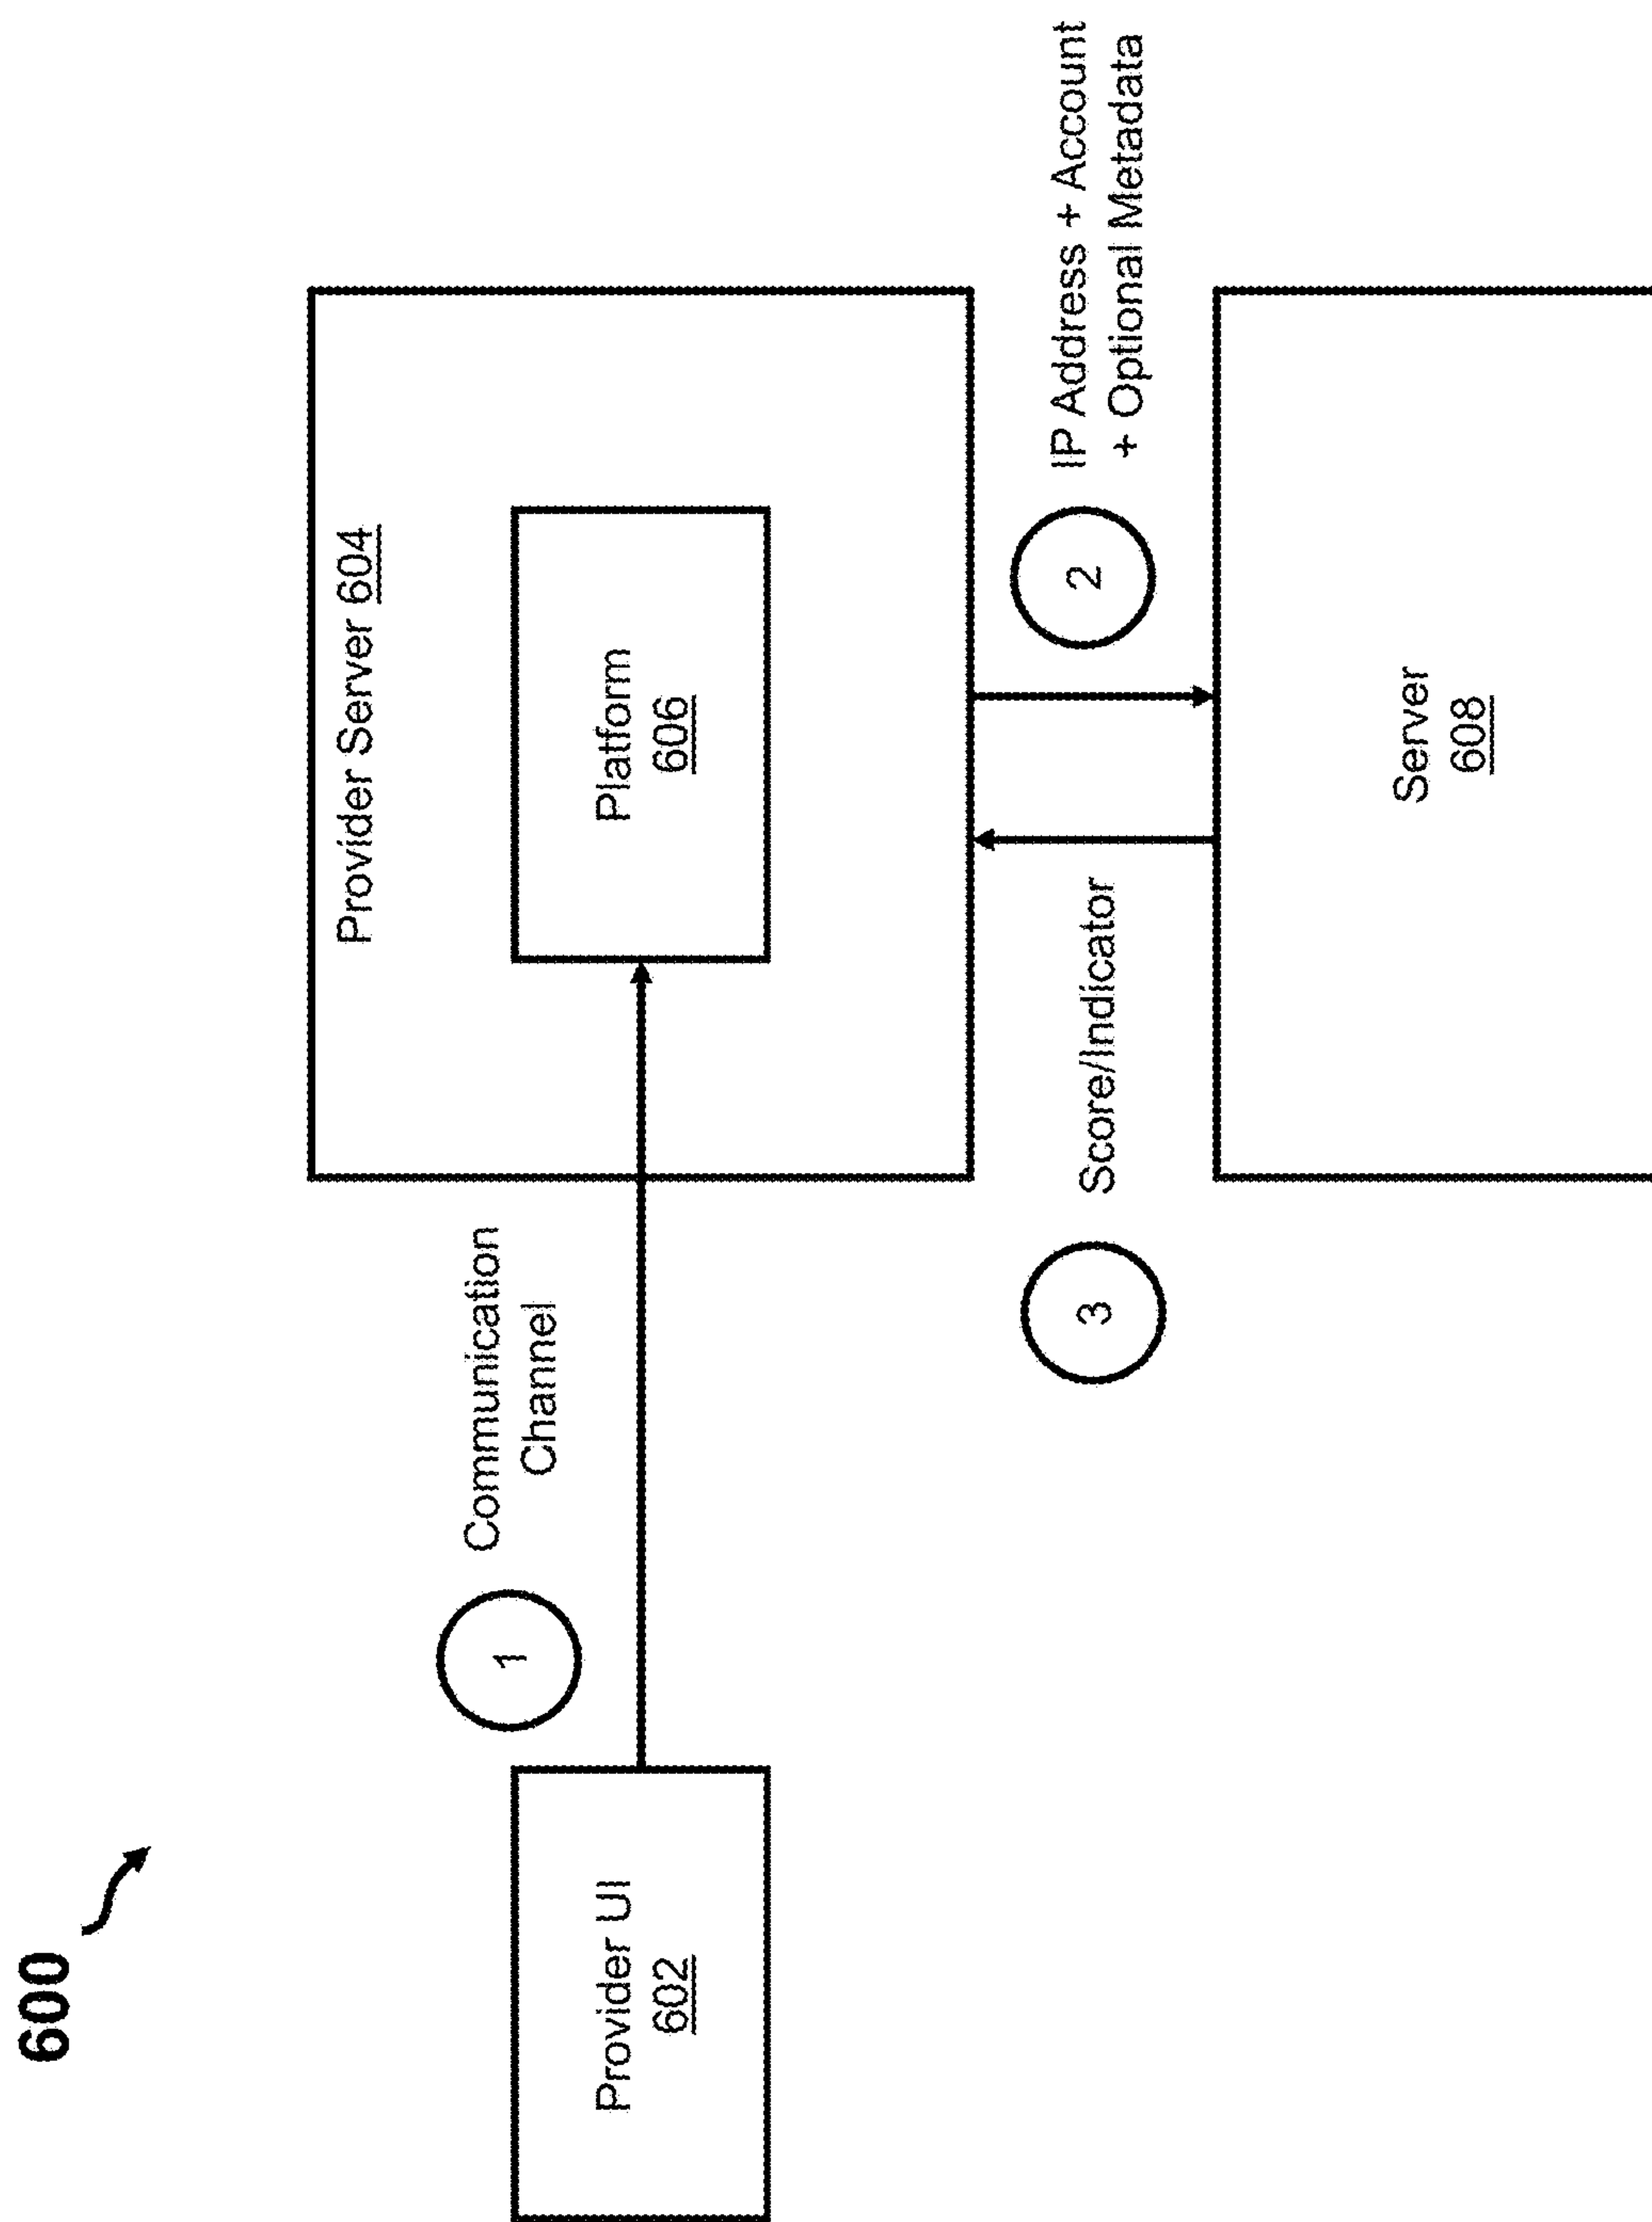 600
Provider Server 604
Communication
Channel
1
Provider UI
602
Platform
606
3
Score/Indicator
2
IP Address + Account
+ Optional Metadata
Server
608